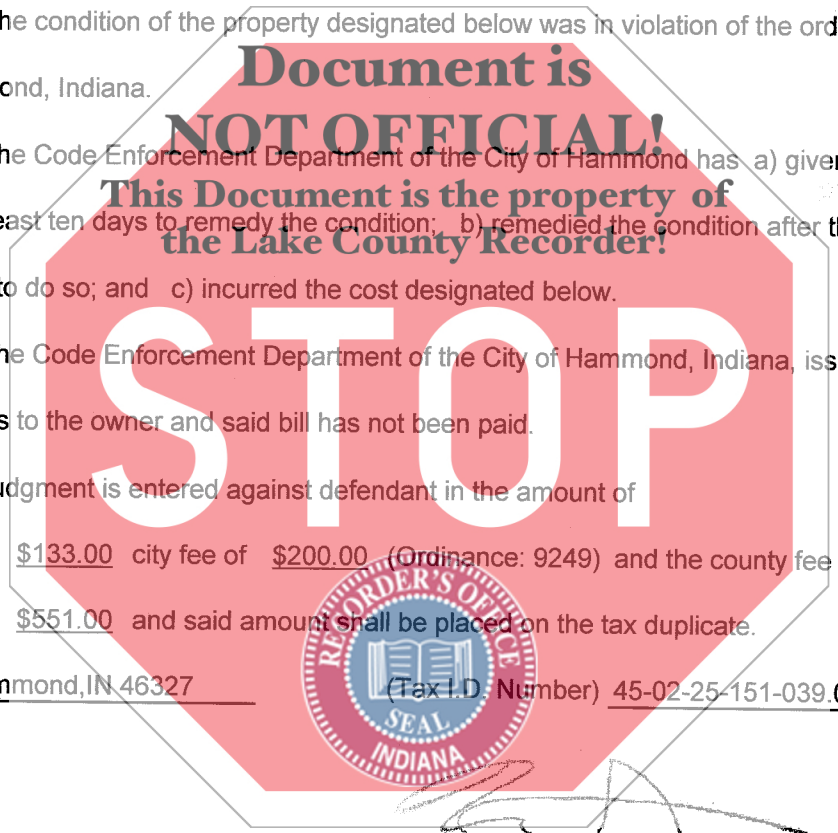 he condition of the property designated below was in violation of the ord
Document is
ond, Indiana.
NOT OFFICIAL!
he Code Enforcement Department of the City of Hammond has a) given
This Document is the property of
east ten days to remedy the condition; b) remedied the condition after th
the Lake County Recorder!
to do so; and c) incurred the cost designated below.
STOP
he Code Enforcement Department of the City of Hammond, Indiana, iss
s to the owner and said bill has not been paid.
udgment is entered against defendant in the amount of
$133.00 city fee of $200.00 (Ordinance: 9249) and the county fee
$551.00 and said amount shall be placed on the tax duplicate.
RECORDER'S OFFICE
mmond,IN 46327 (Tax I.D. Number) 45-02-25-151-039.0
SEAL
INDIANA